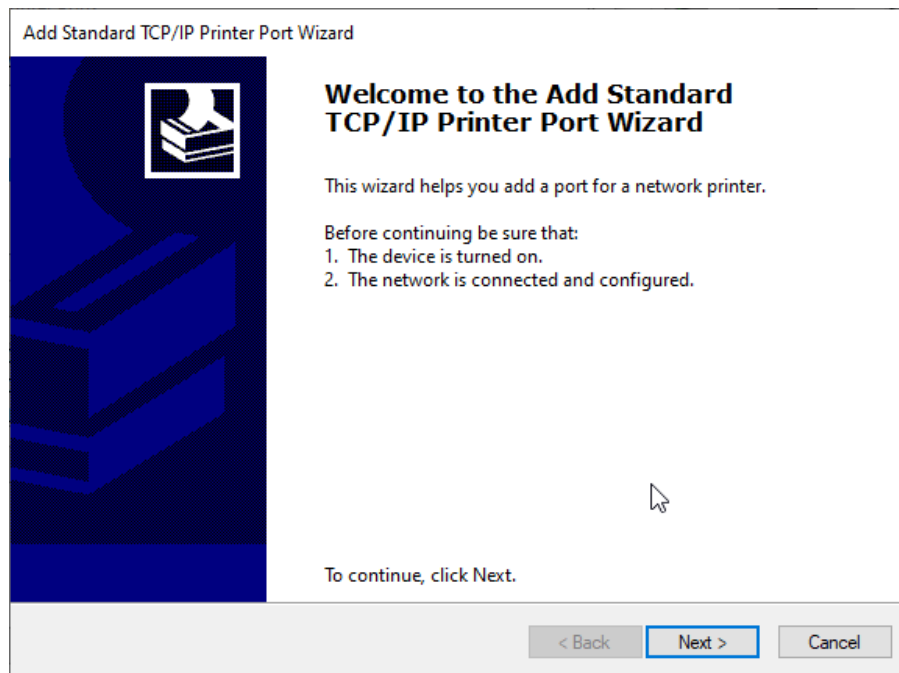 Add Standard TCP/IP Printer Port Wizard
Welcome to the Add Standard
TCP/IP Printer Port Wizard
This wizard helps you add a port for a network printer.
Before continuing be sure that:
1. The device is turned on.
2. The network is connected and configured.
To continue, click Next.
< Back Next > Cancel